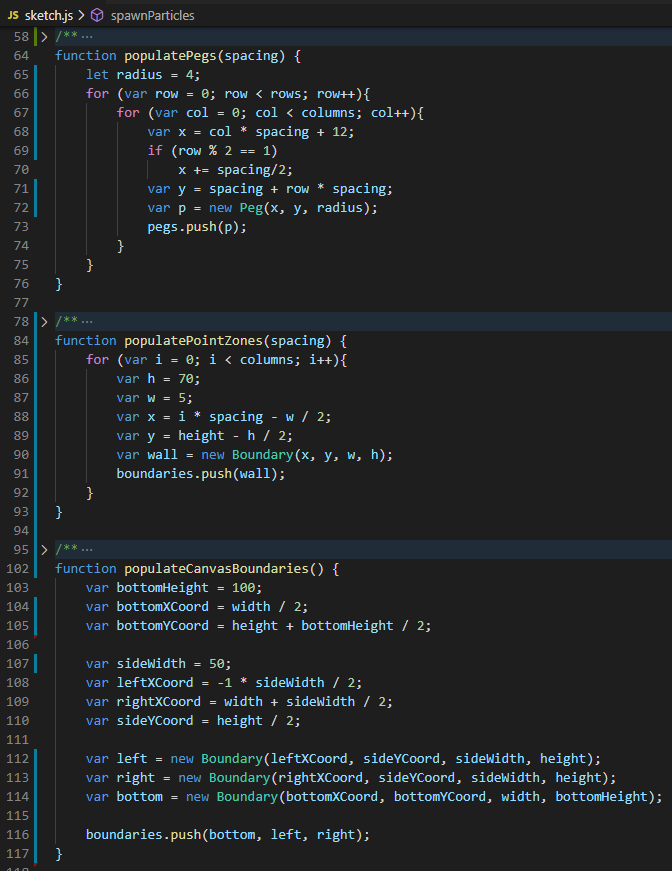 JS sketch.js > spawnParticles
58 > /** ...
64 function populatePegs(spacing) {
65     let radius = 4;
66     for (var row = 0; row < rows; row++){
67         for (var col = 0; col < columns; col++){
68             var x = col * spacing + 12;
69             if (row % 2 == 1)
70                 x += spacing/2;
71             var y = spacing + row * spacing;
72             var p = new Peg(x, y, radius);
73             pegs.push(p);
74         }
75     }
76 }
77
78 > /** ...
84 function populatePointZones(spacing) {
85     for (var i = 0; i < columns; i++){
86         var h = 70;
87         var w = 5;
88         var x = i * spacing - w / 2;
89         var y = height - h / 2;
90         var wall = new Boundary(x, y, w, h);
91         boundaries.push(wall);
92     }
93 }
94
95 > /** ...
102 function populateCanvasBoundaries() {
103     var bottomHeight = 100;
104     var bottomXCoord = width / 2;
105     var bottomYCoord = height + bottomHeight / 2;
106
107     var sideWidth = 50;
108     var leftXCoord = -1 * sideWidth / 2;
109     var rightXCoord = width + sideWidth / 2;
110     var sideYCoord = height / 2;
111
112     var left = new Boundary(leftXCoord, sideYCoord, sideWidth, height);
113     var right = new Boundary(rightXCoord, sideYCoord, sideWidth, height);
114     var bottom = new Boundary(bottomXCoord, bottomYCoord, width, bottomHeight);
115
116     boundaries.push(bottom, left, right);
117 }